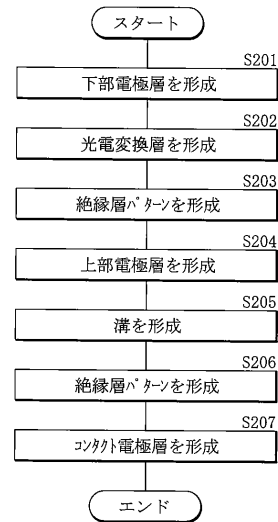 スタート
S201
下部電極層を形成
S202
光電変換層を形成
S203
絶縁層パターンを形成
S204
上部電極層を形成
S205
溝を形成
S206
絶縁層パターンを形成
S207
コンタクト電極層を形成
エンド